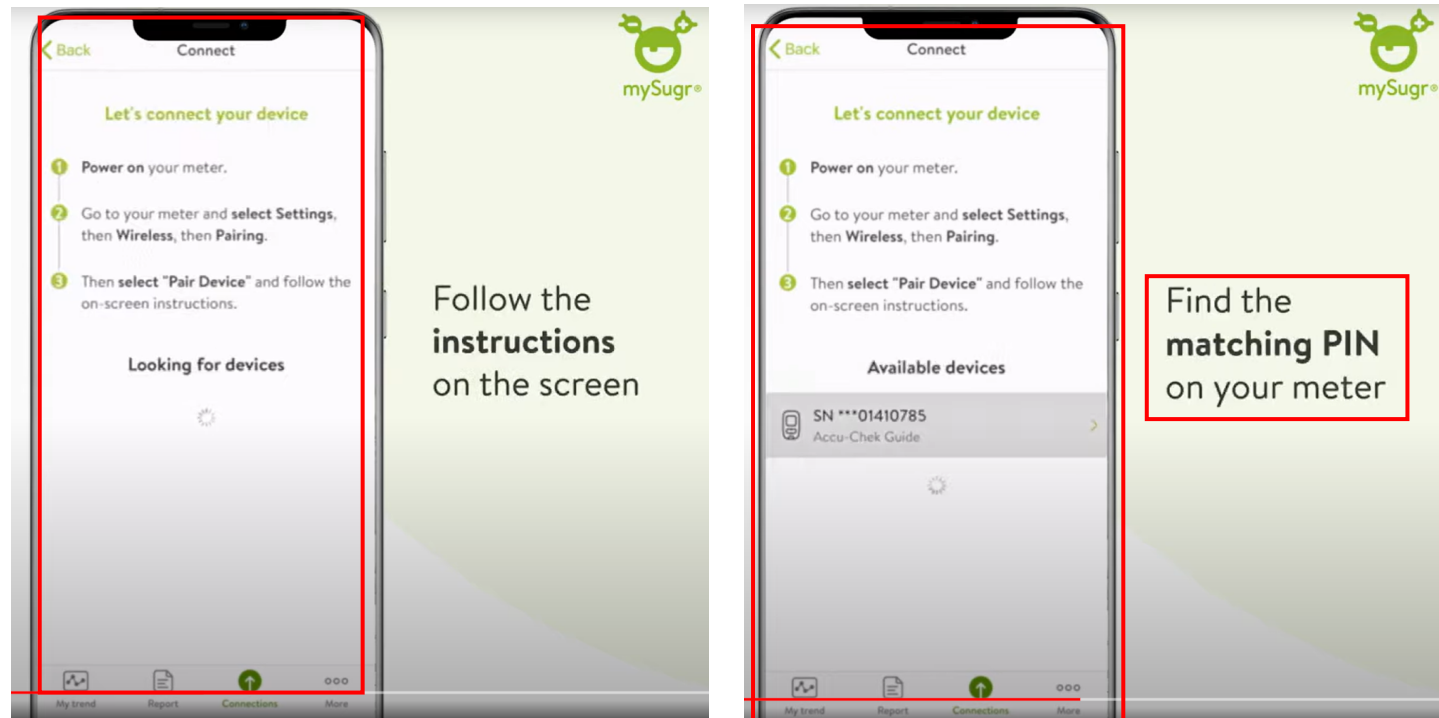 Back
Connect
Let's connect your device
1 Power on your meter.
2 Go to your meter and select Settings,
then Wireless, then Pairing.
3 Then select "Pair Device" and follow the
on-screen instructions.
Looking for devices
My trend
Report
Connections
More
mySugr®
Follow the
instructions
on the screen
Back
Connect
Let's connect your device
1 Power on your meter.
2 Go to your meter and select Settings,
then Wireless, then Pairing.
3 Then select "Pair Device" and follow the
on-screen instructions.
Available devices
SN ***01410785
Accu-Chek Guide
My trend
Report
Connections
More
mySugr®
Find the
matching PIN
on your meter